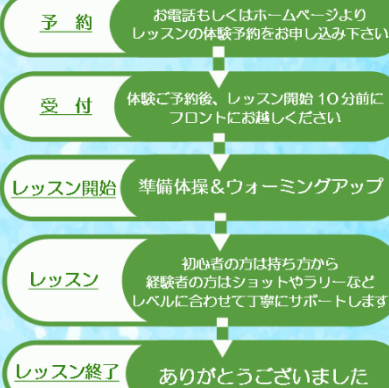 予 約
お電話もしくはホームページより
レッスンの体験予約をお申し込み下さい
受 付
体験ご予約後、レッスン開始10分前に
フロントにお越しください
レッスン開始
準備体操&ウォーミングアップ
レッスン
初心者の方は持ち方から
経験者の方はショットやラリーなど
レベルに合わせて丁寧にサポートします
レッスン終了
ありがとうございました